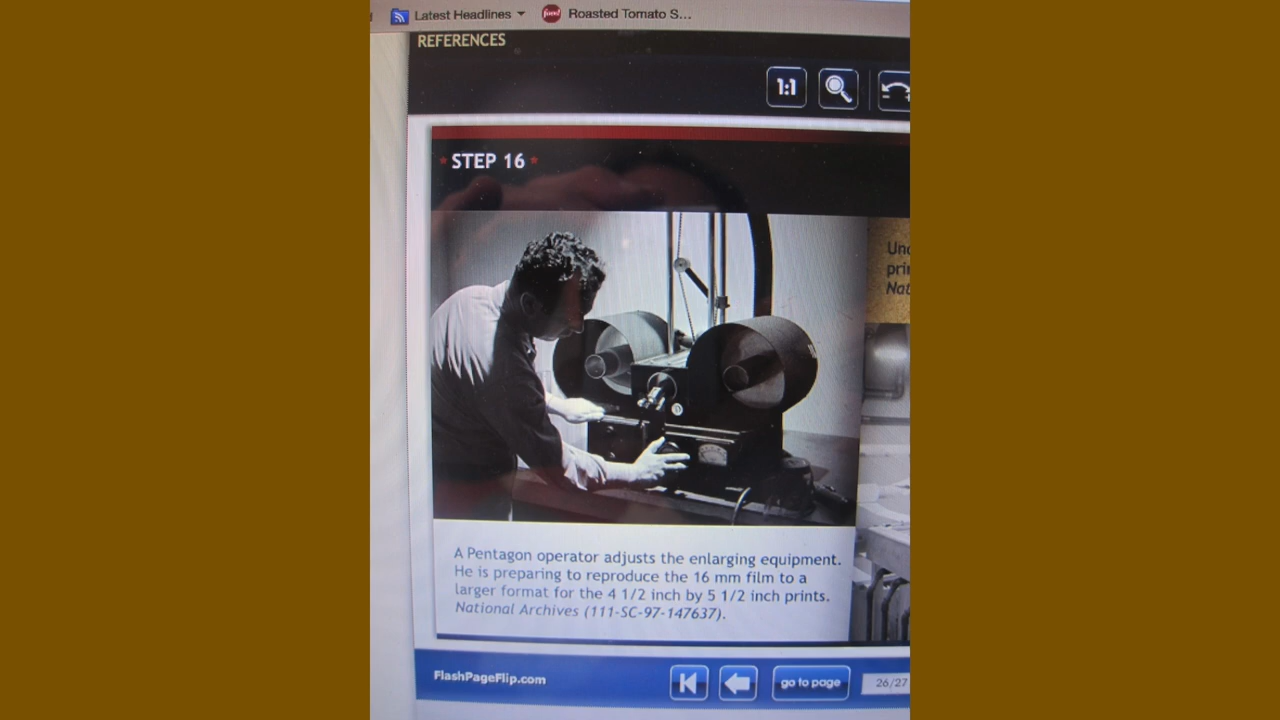 Latest Headlines
Roasted Tomato S...
REFERENCES
1:1
* STEP 16 *
A Pentagon operator adjusts the enlarging equipment.
He is preparing to reproduce the 16 mm film to a
larger format for the 4 1/2 inch by 5 1/2 inch prints.
National Archives (111-SC-97-147637).
FlashPageFlip.com
go to page
26/27